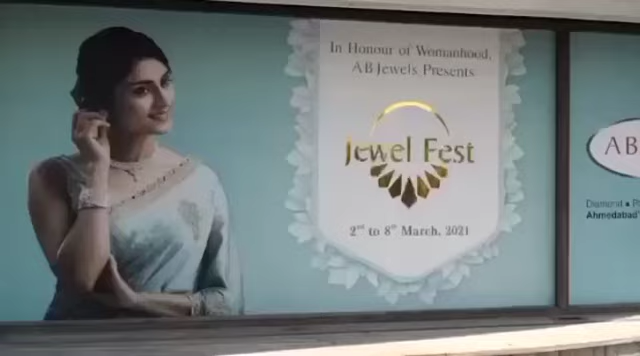 In Honour of Womanhood,
AB Jewels Presents
Jewel Fest
2nd to 8th March, 2021
AB
Diamond •
Ahmedabad